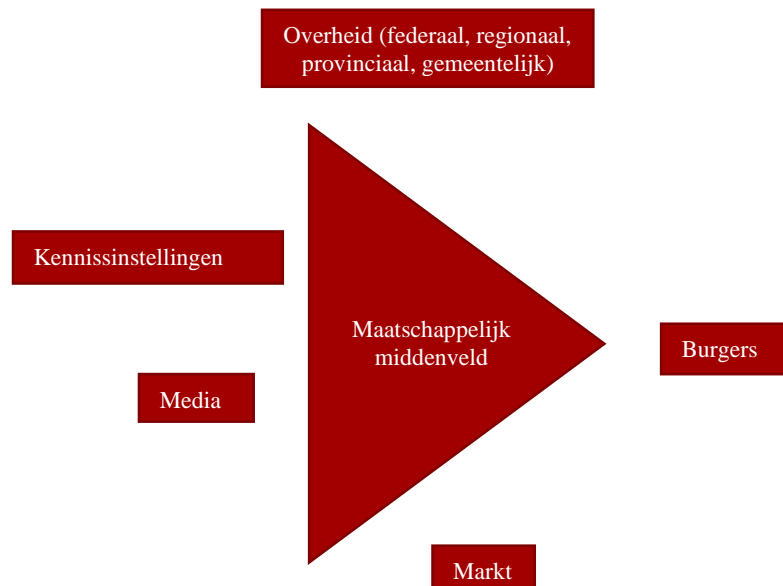 Overheid (federaal, regionaal,
provinciaal, gemeentelijk)
Kennissinstellingen
Maatschappelijk
middenveld
Burgers
Media
Markt